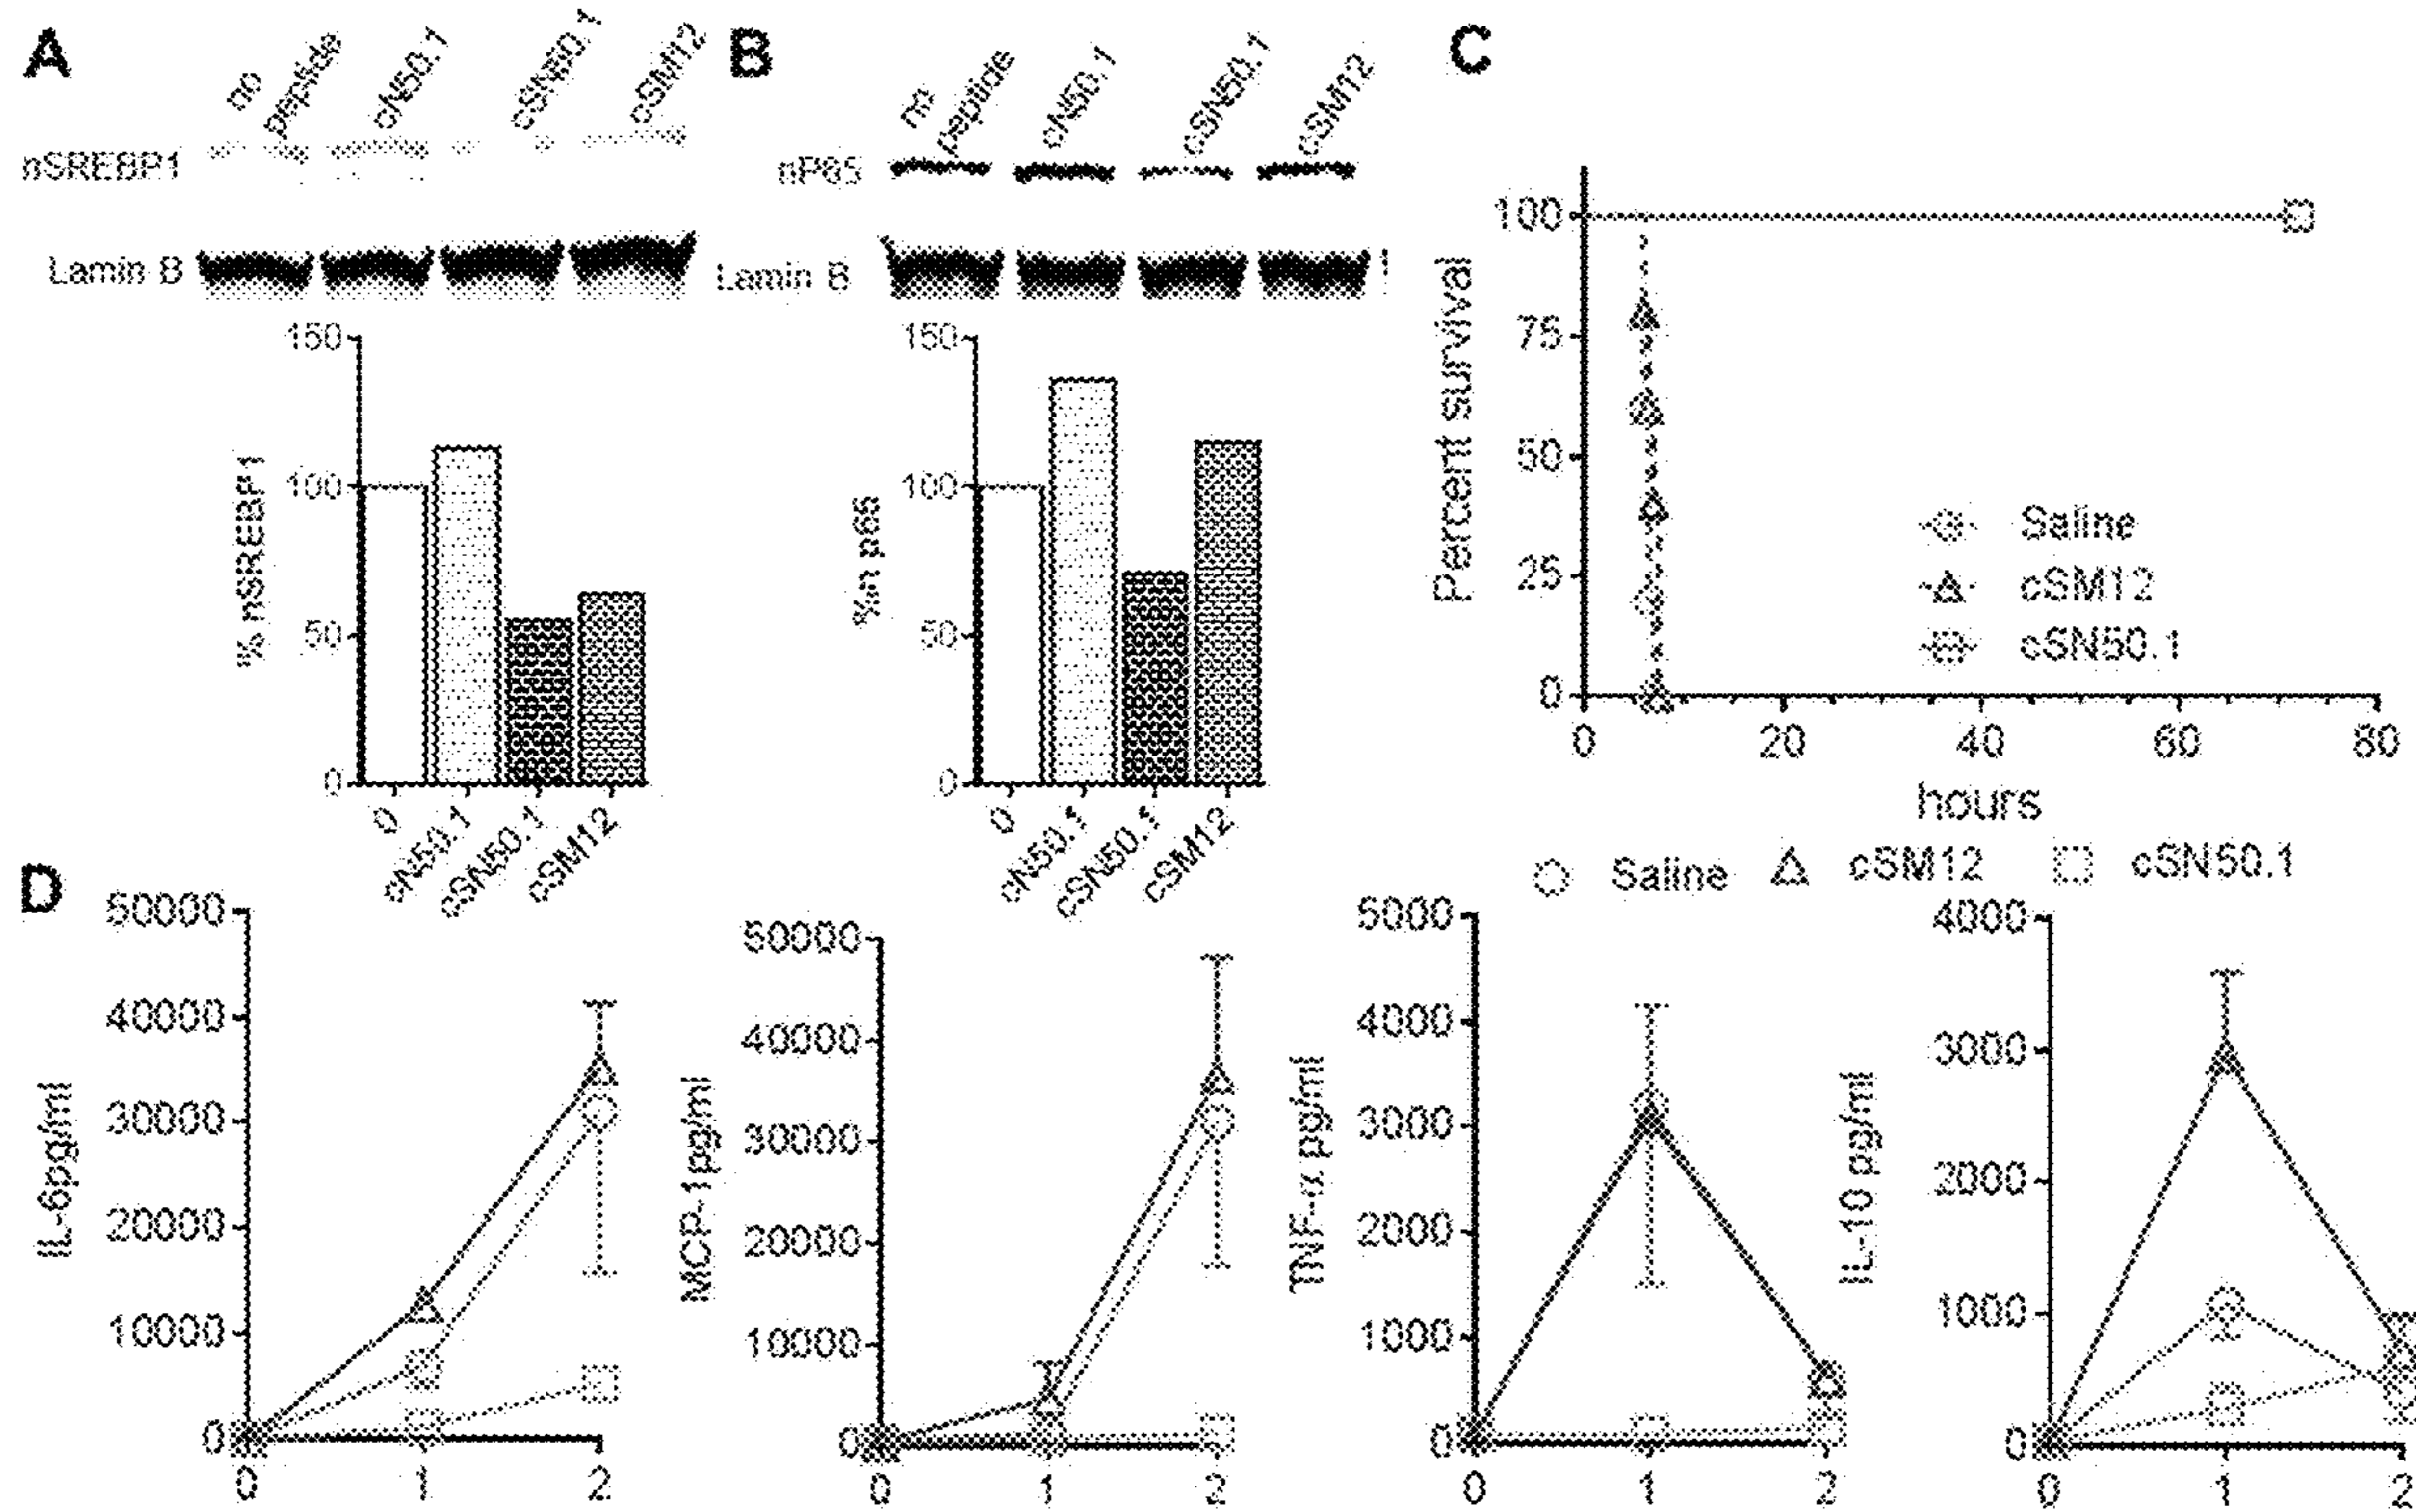 A
no peptide
cN50.1
cSN50.1
cSM12
nSREBP1
Lamin B
150
100
50
0
% nSREBP1
0
cN50.1
cSN50.1
cSM12
B
no peptide
cN50.1
cSN50.1
cSM12
nP65
Lamin B
150
100
50
0
%n p65
0
cN50.1
cSN50.1
cSM12
C
Percent survival
100
75
50
25
0
Saline
cSM12
cSN50.1
0 20 40 60 80
hours
D
Saline cSM12 cSN50.1
IL-6pg/ml
50000
40000
30000
20000
10000
0
0 1 2
MCP-1pg/ml
50000
40000
30000
20000
10000
0
0 1 2
TNF-α pg/ml
5000
4000
3000
2000
1000
0
0 1 2
IL-10 pg/ml
4000
3000
2000
1000
0
0 1 2